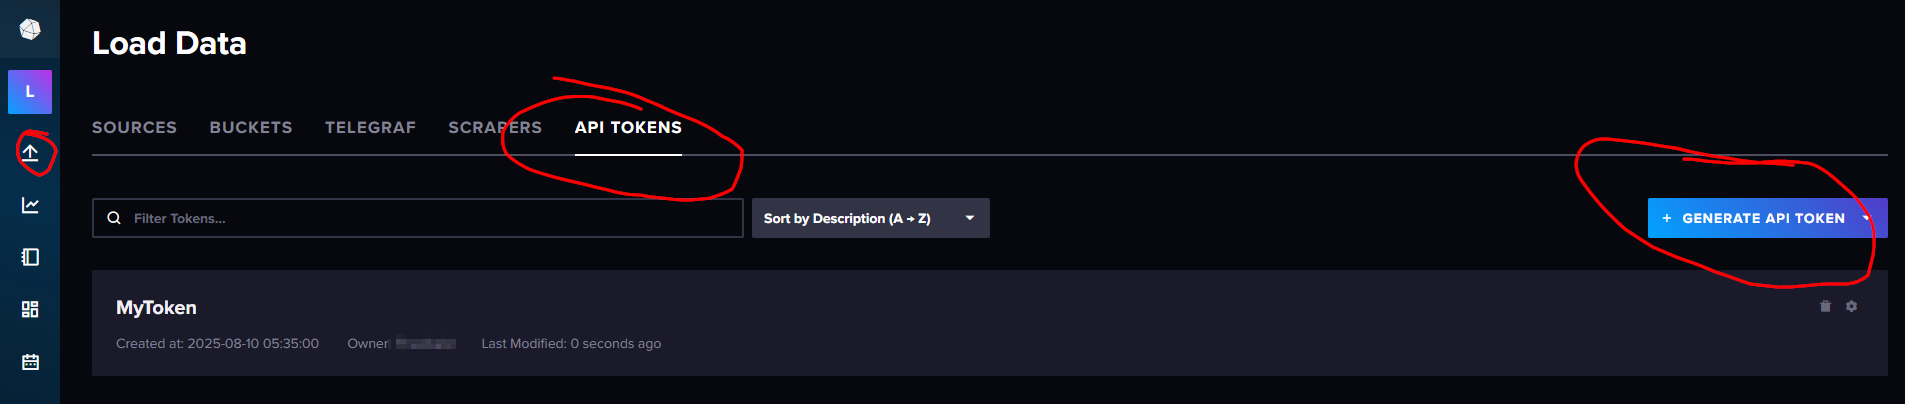 Load Data
L
SOURCES BUCKETS TELEGRAF SCRAPERS API TOKENS
Filter Tokens... Sort by Description (A → Z) + GENERATE API TOKEN
MyToken
Created at: 2025-08-10 05:35:00 Owner Last Modified: 0 seconds ago